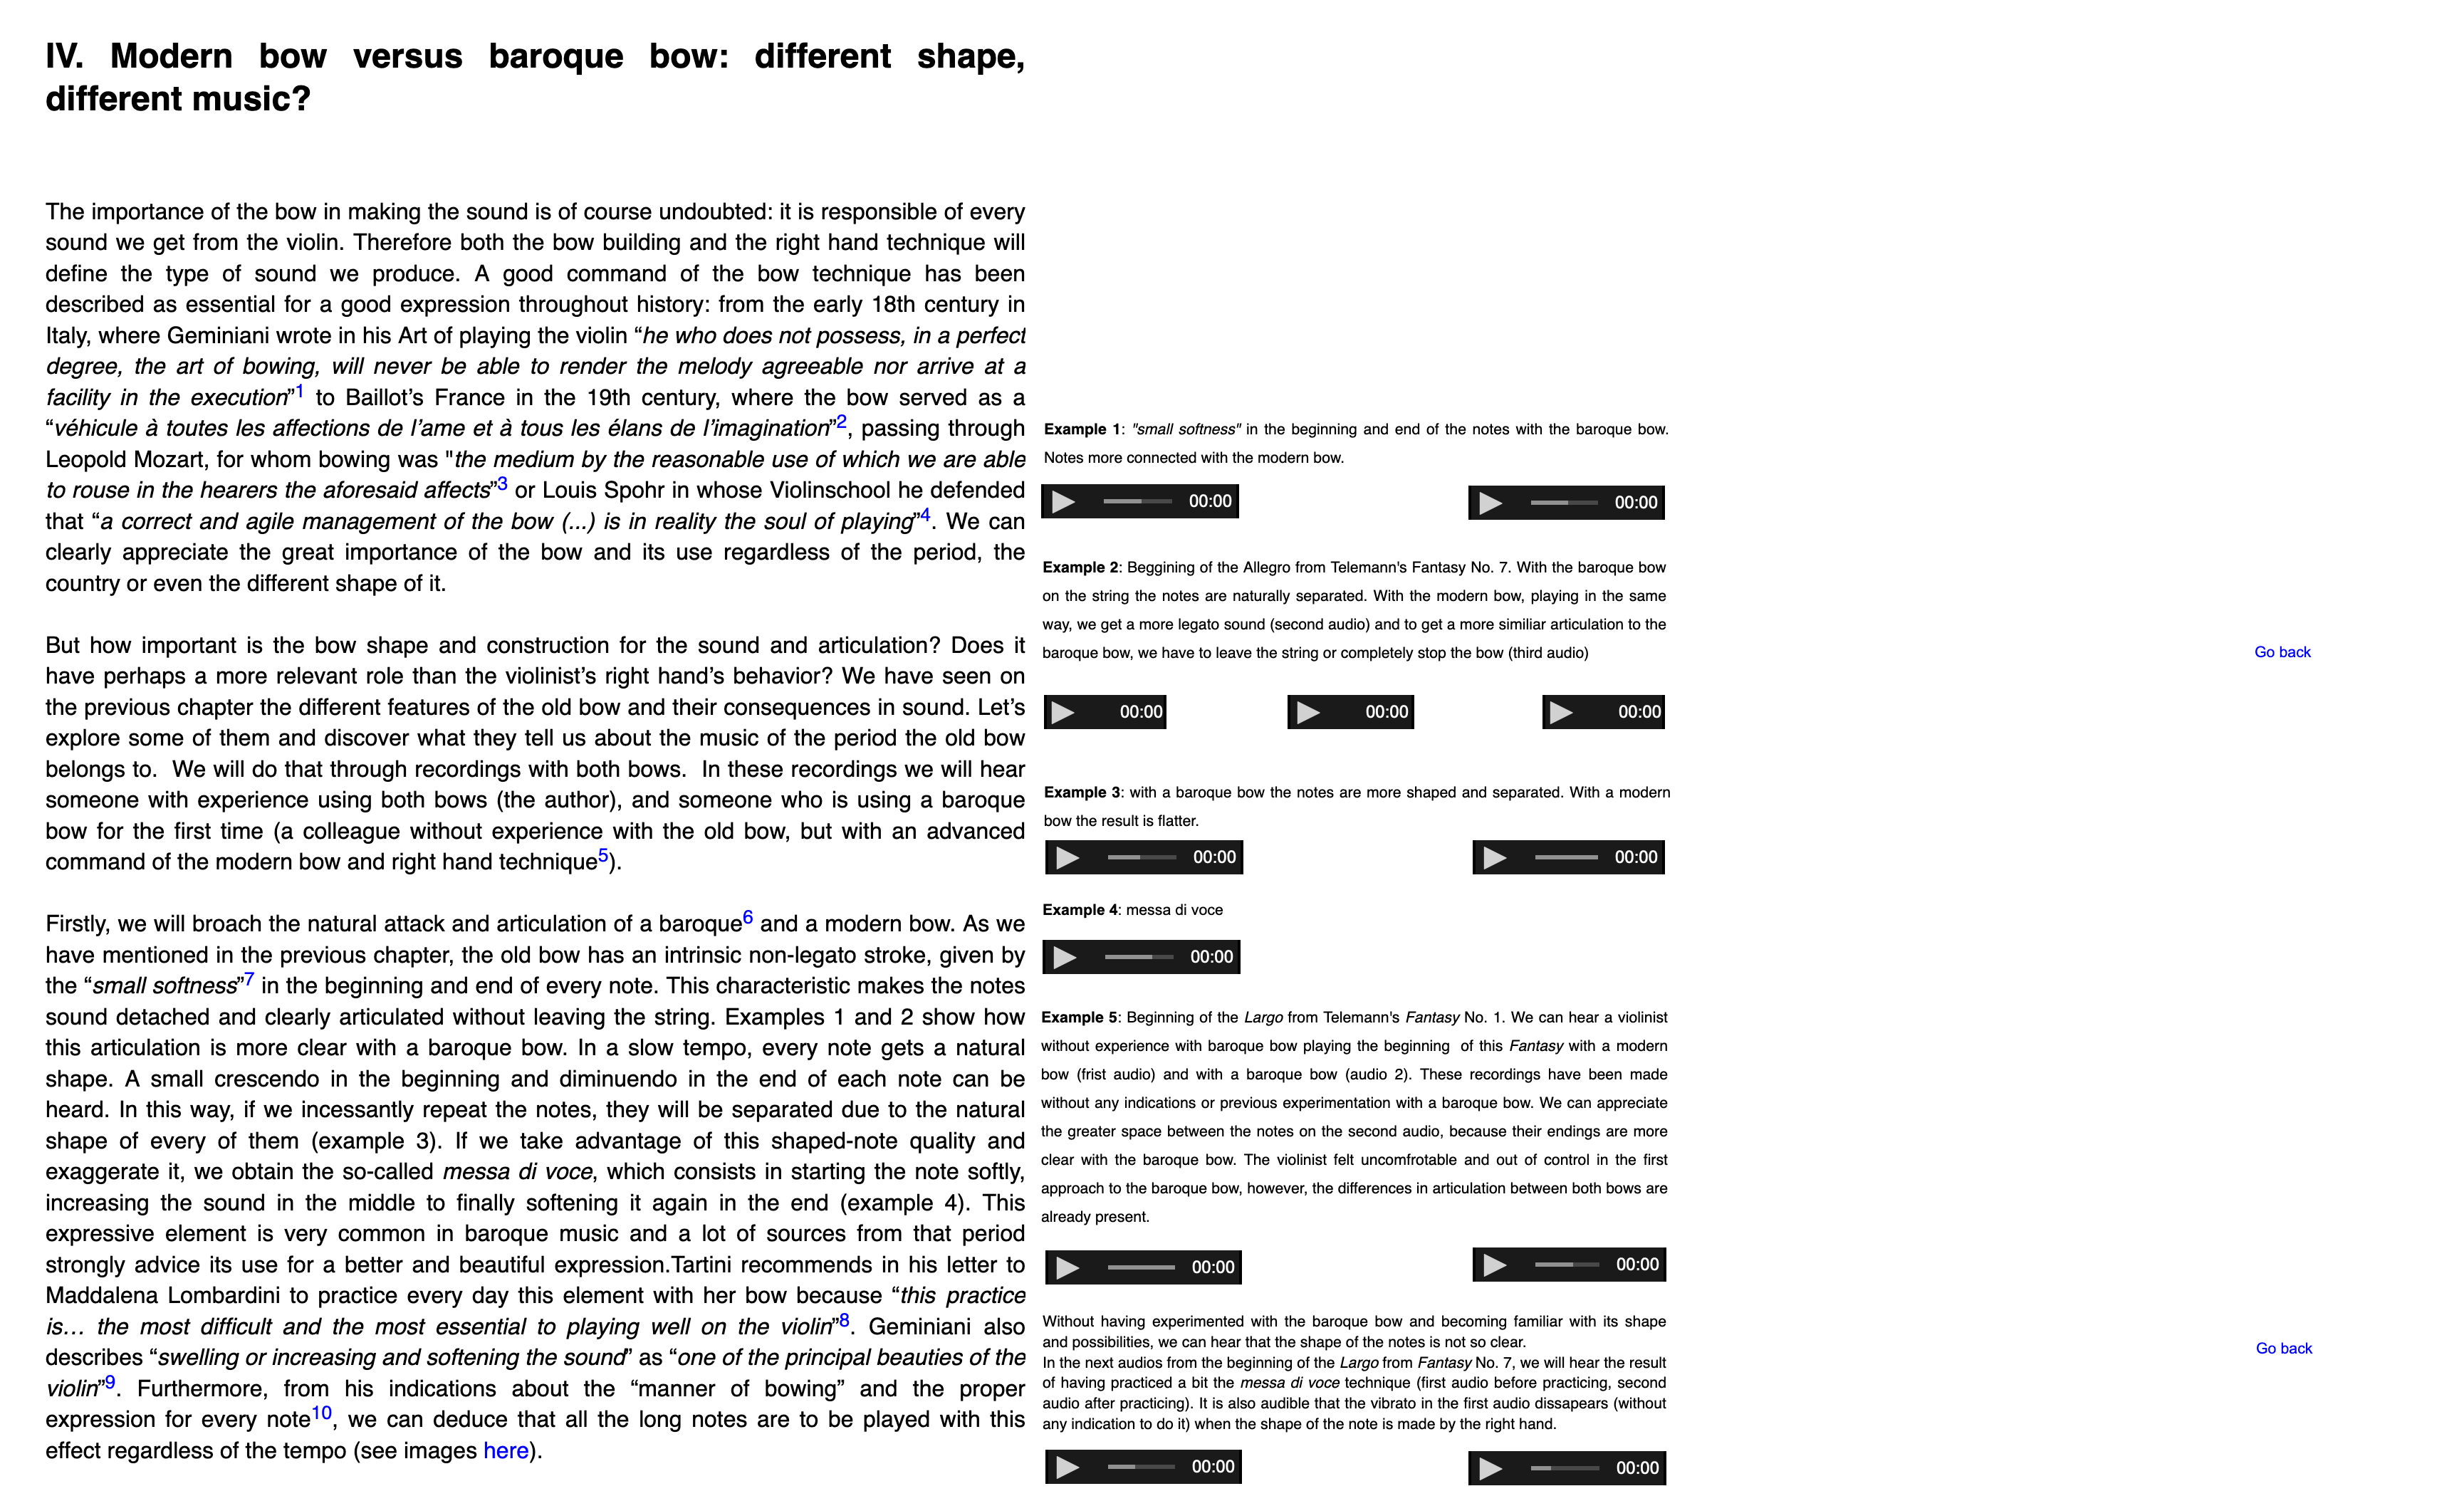 IV. Modern bow versus baroque bow: different shape,
different music?
The importance of the bow in making the sound is of course undoubted: it is responsible of every
sound we get from the violin. Therefore both the bow building and the right hand technique will
define the type of sound we produce. A good command of the bow technique has been
described as essential for a good expression throughout history: from the early 18th century in
Italy, where Geminiani wrote in his Art of playing the violin “he who does not possess, in a perfect
degree, the art of bowing, will never be able to render the melody agreeable nor arrive at a
facility in the execution”1 to Baillot’s France in the 19th century, where the bow served as a
“véhicule à toutes les affections de l’ame et à tous les élans de l’imagination”2, passing through
Leopold Mozart, for whom bowing was "the medium by the reasonable use of which we are able
to rouse in the hearers the aforesaid affects”3 or Louis Spohr in whose Violinschool he defended
that “a correct and agile management of the bow (...) is in reality the soul of playing”4. We can
clearly appreciate the great importance of the bow and its use regardless of the period, the
country or even the different shape of it.
But how important is the bow shape and construction for the sound and articulation? Does it
have perhaps a more relevant role than the violinist’s right hand’s behavior? We have seen on
the previous chapter the different features of the old bow and their consequences in sound. Let’s
explore some of them and discover what they tell us about the music of the period the old bow
belongs to.  We will do that through recordings with both bows.  In these recordings we will hear
someone with experience using both bows (the author), and someone who is using a baroque
bow for the first time (a colleague without experience with the old bow, but with an advanced
command of the modern bow and right hand technique5).
Firstly, we will broach the natural attack and articulation of a baroque6 and a modern bow. As we
have mentioned in the previous chapter, the old bow has an intrinsic non-legato stroke, given by
the “small softness”7 in the beginning and end of every note. This characteristic makes the notes
sound detached and clearly articulated without leaving the string. Examples 1 and 2 show how
this articulation is more clear with a baroque bow. In a slow tempo, every note gets a natural
shape. A small crescendo in the beginning and diminuendo in the end of each note can be
heard. In this way, if we incessantly repeat the notes, they will be separated due to the natural
shape of every of them (example 3). If we take advantage of this shaped-note quality and
exaggerate it, we obtain the so-called messa di voce, which consists in starting the note softly,
increasing the sound in the middle to finally softening it again in the end (example 4). This
expressive element is very common in baroque music and a lot of sources from that period
strongly advice its use for a better and beautiful expression.Tartini recommends in his letter to
Maddalena Lombardini to practice every day this element with her bow because “this practice
is… the most difficult and the most essential to playing well on the violin”8. Geminiani also
describes “swelling or increasing and softening the sound” as “one of the principal beauties of the
violin”9. Furthermore, from his indications about the “manner of bowing” and the proper
expression for every note10, we can deduce that all the long notes are to be played with this
effect regardless of the tempo (see images here).
Example 1: "small softness" in the beginning and end of the notes with the baroque bow.
Notes more connected with the modern bow.
00:00 00:00
Example 2: Beggining of the Allegro from Telemann's Fantasy No. 7. With the baroque bow
on the string the notes are naturally separated. With the modern bow, playing in the same
way, we get a more legato sound (second audio) and to get a more similiar articulation to the
baroque bow, we have to leave the string or completely stop the bow (third audio)
00:00 00:00 00:00
Example 3: with a baroque bow the notes are more shaped and separated. With a modern
bow the result is flatter.
00:00 00:00
Example 4: messa di voce
00:00
Example 5: Beginning of the Largo from Telemann's Fantasy No. 1. We can hear a violinist
without experience with baroque bow playing the beginning  of this Fantasy with a modern
bow (frist audio) and with a baroque bow (audio 2). These recordings have been made
without any indications or previous experimentation with a baroque bow. We can appreciate
the greater space between the notes on the second audio, because their endings are more
clear with the baroque bow. The violinist felt uncomfrotable and out of control in the first
approach to the baroque bow, however, the differences in articulation between both bows are
already present.
00:00 00:00
Without having experimented with the baroque bow and becoming familiar with its shape
and possibilities, we can hear that the shape of the notes is not so clear.
In the next audios from the beginning of the Largo from Fantasy No. 7, we will hear the result
of having practiced a bit the messa di voce technique (first audio before practicing, second
audio after practicing). It is also audible that the vibrato in the first audio dissapears (without
any indication to do it) when the shape of the note is made by the right hand.
00:00 00:00
Go back
Go back